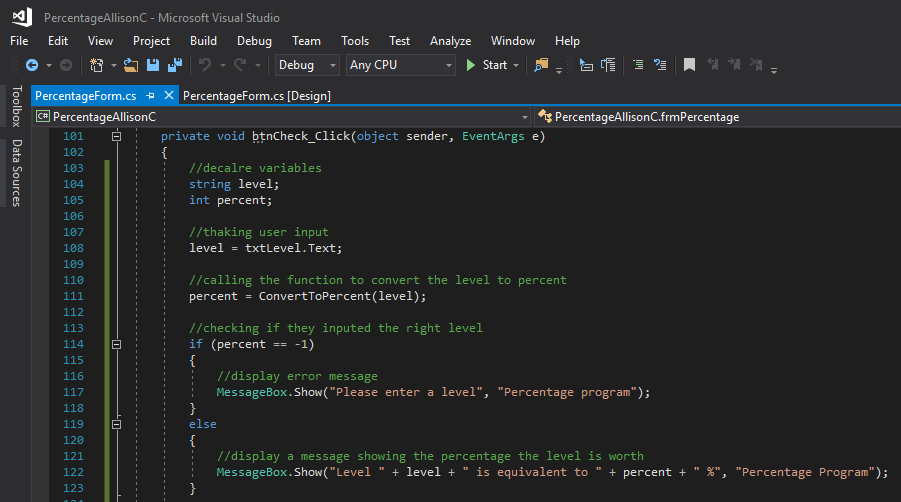 PercentageAllisonC - Microsoft Visual Studio
File Edit View Project Build Debug Team Tools Test Analyze Window Help
Debug Any CPU Start
Toolbox
Data Sources
PercentageForm.cs PercentageForm.cs [Design]
C# PercentageAllisonC PercentageAllisonC.frmPercentage
101 private void btnCheck_Click(object sender, EventArgs e)
102 {
103 //decalre variables
104 string level;
105 int percent;
106
107 //thaking user input
108 level = txtLevel.Text;
109
110 //calling the function to convert the level to percent
111 percent = ConvertToPercent(level);
112
113 //checking if they inputed the right level
114 if (percent == -1)
115 {
116 //display error message
117 MessageBox.Show("Please enter a level", "Percentage program");
118 }
119 else
120 {
121 //display a message showing the percentage the level is worth
122 MessageBox.Show("Level " + level + " is equivalent to " + percent + " %", "Percentage Program");
123 }